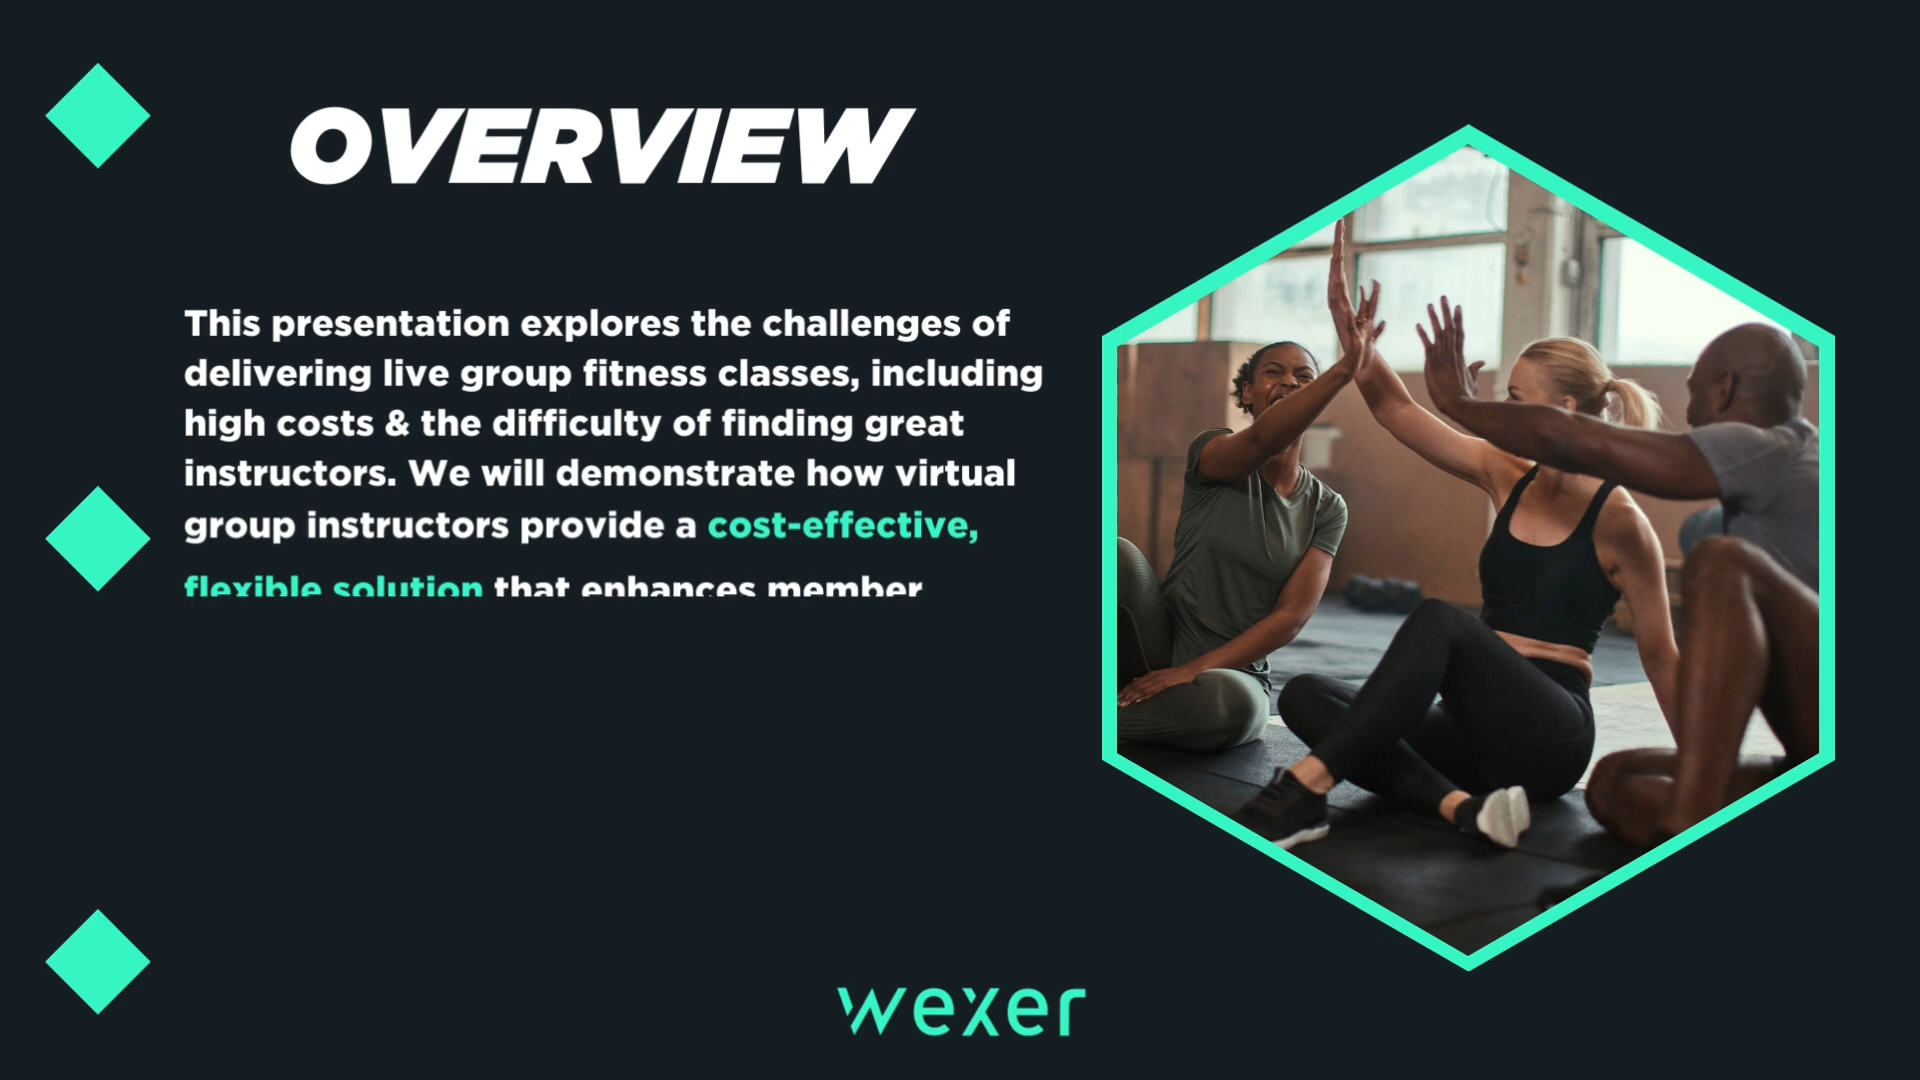 OVERVIEW
This presentation explores the challenges of
delivering live group fitness classes, including
high costs & the difficulty of finding great
instructors. We will demonstrate how virtual
group instructors provide a cost-effective,
flexible solution that enhances member
wexer